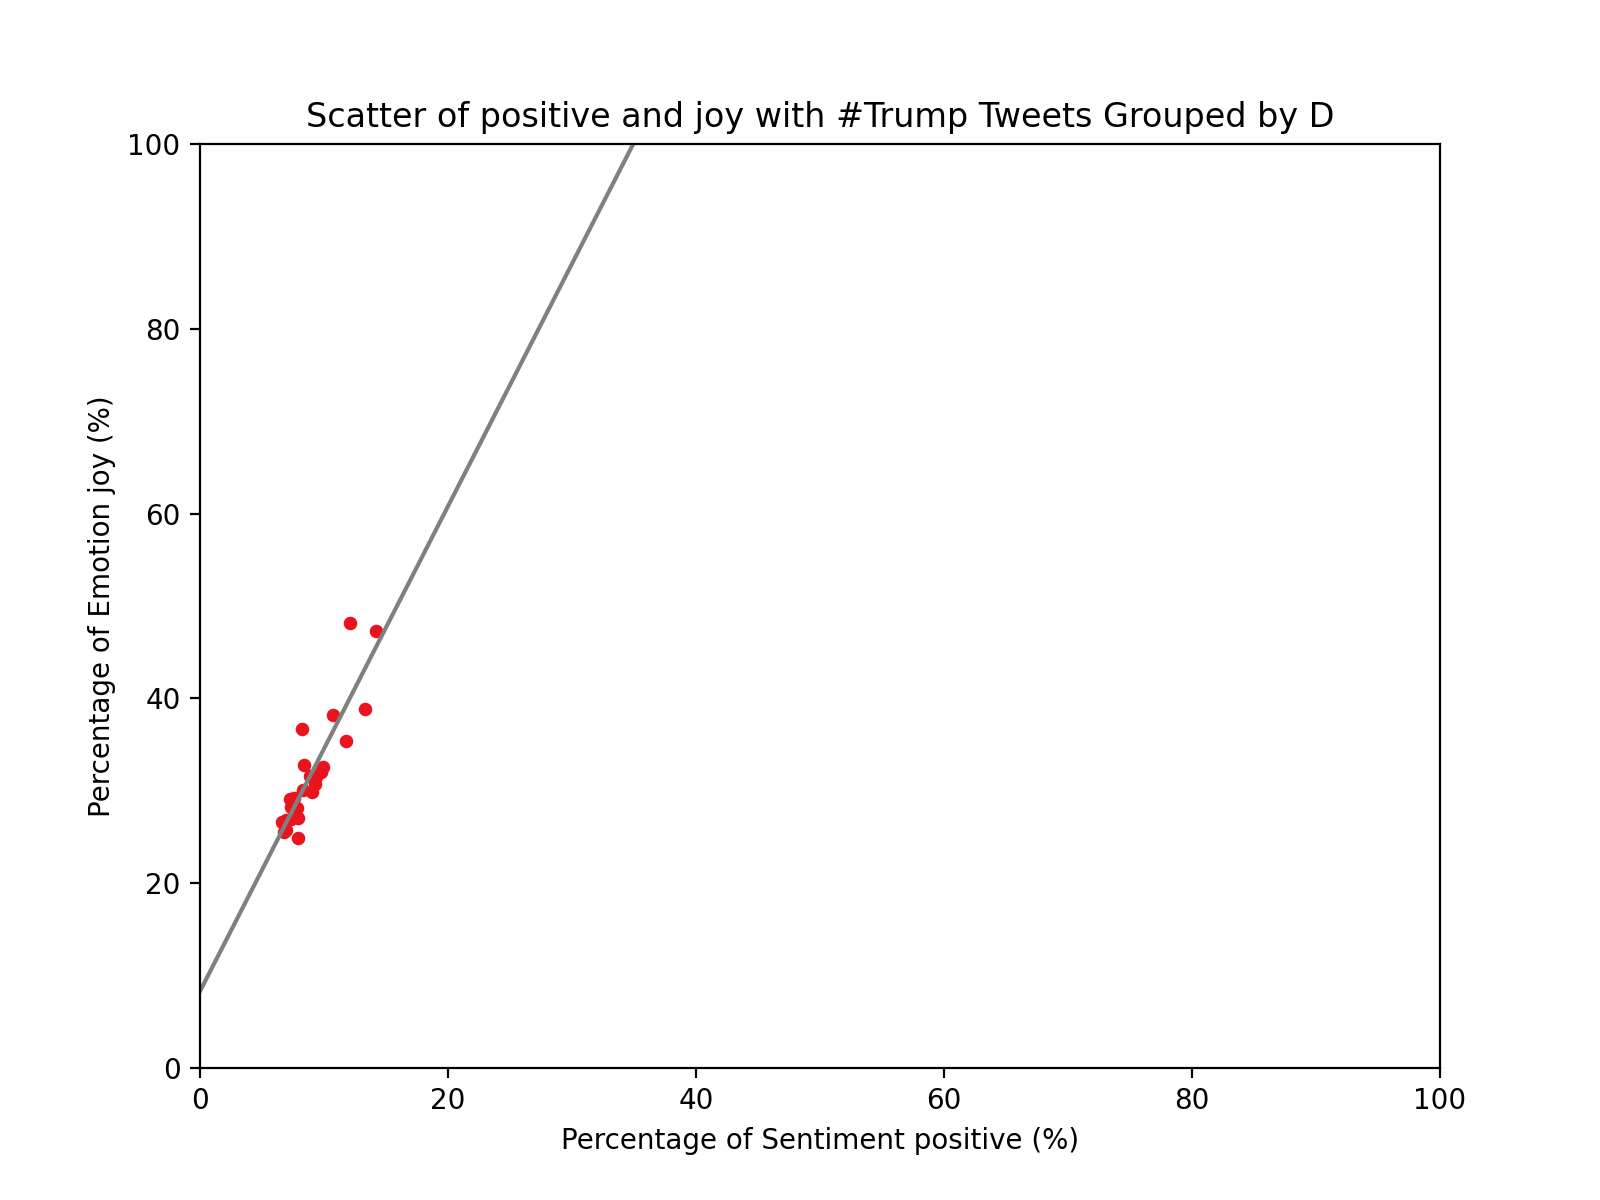 Scatter of positive and joy with #Trump Tweets Grouped by D
100
80
60
40
20
0
Percentage of Emotion joy (%)
0 20 40 60 80 100
Percentage of Sentiment positive (%)